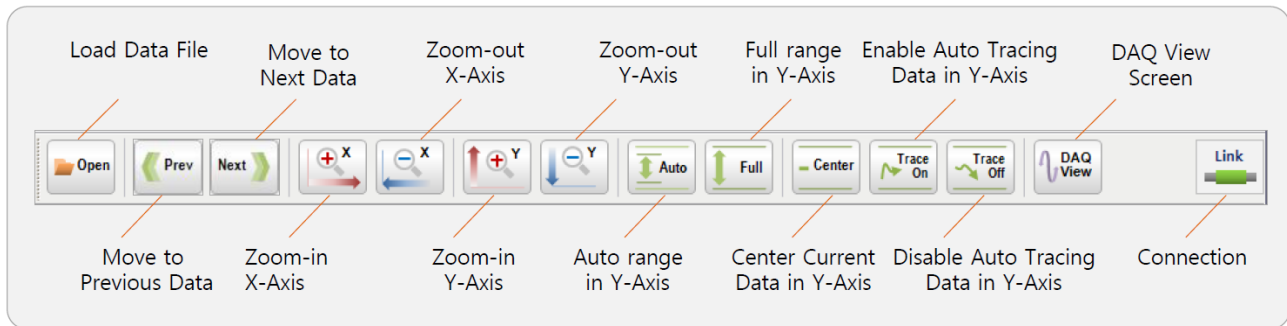 Load Data File
Move to
Next Data
Zoom-out
X-Axis
Zoom-out
Y-Axis
Full range
in Y-Axis
Enable Auto Tracing
Data in Y-Axis
DAQ View
Screen
Open
Prev
Next
X
X
Y
Y
Auto
Full
Center
Trace
On
Trace
Off
DAQ
View
Link
Move to
Previous Data
Zoom-in
X-Axis
Zoom-in
Y-Axis
Auto range
in Y-Axis
Center Current
Data in Y-Axis
Disable Auto Tracing
Data in Y-Axis
Connection